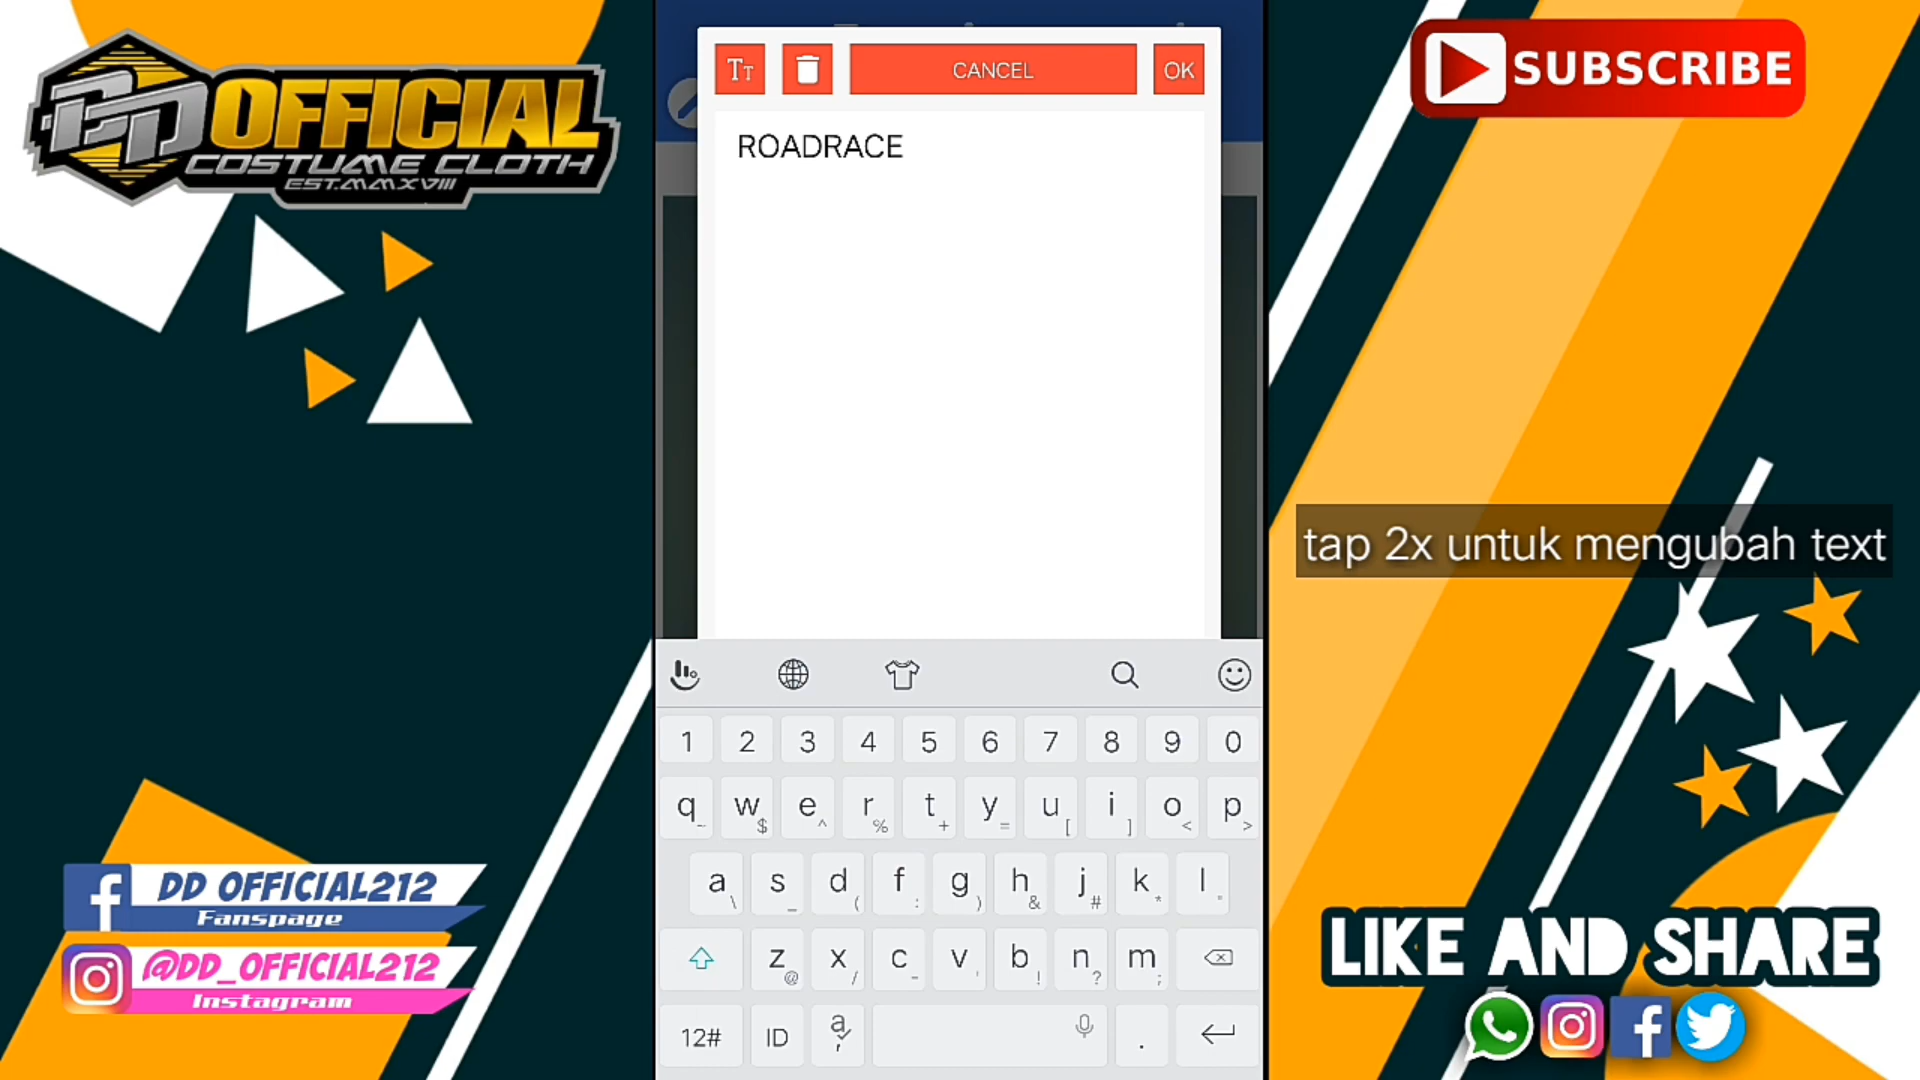 DD OFFICIAL
COSTUME CLOTH
EST.MMXVIII
TT
CANCEL
OK
ROADRACE
SUBSCRIBE
tap 2x untuk mengubah text
1 2 3 4 5 6 7 8 9 0
q w e r t y u i o p
~ $ ^ % + = [ ] < >
a s d f g h j k l
\ _ ( : ) & # * "
z x c v b n m
@ / - ' ! ? ;
12# ID a , .
DD OFFICIAL212
Fanspage
@DD_OFFICIAL212
Instagram
LIKE AND SHARE